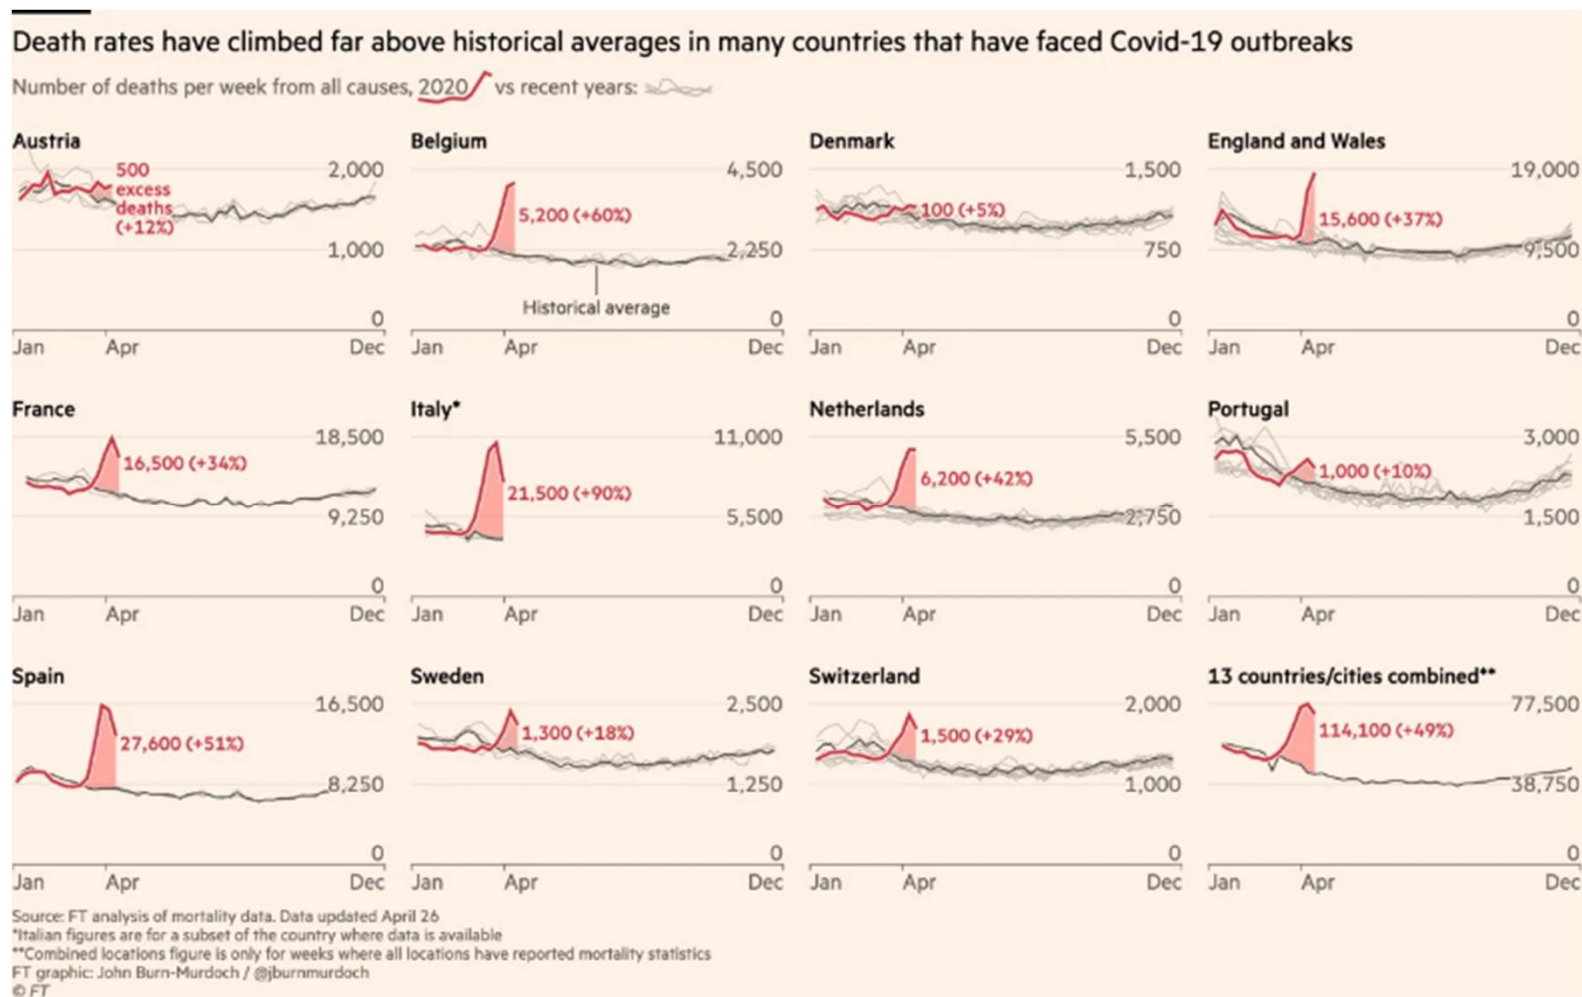 Death rates have climbed far above historical averages in many countries that have faced Covid-19 outbreaks
Number of deaths per week from all causes, 2020 vs recent years:
Austria
2,000
500
excess
deaths
(+12%)
1,000
0
Jan Apr Dec
Belgium
4,500
5,200 (+60%)
2,250
Historical average
0
Jan Apr Dec
Denmark
1,500
100 (+5%)
750
0
Jan Apr Dec
England and Wales
19,000
15,600 (+37%)
9,500
0
Jan Apr Dec
France
18,500
16,500 (+34%)
9,250
0
Jan Apr Dec
Italy*
11,000
21,500 (+90%)
5,500
0
Jan Apr Dec
Netherlands
5,500
6,200 (+42%)
2,750
0
Jan Apr Dec
Portugal
3,000
1,000 (+10%)
1,500
0
Jan Apr Dec
Spain
16,500
27,600 (+51%)
8,250
0
Jan Apr Dec
Sweden
2,500
1,300 (+18%)
1,250
0
Jan Apr Dec
Switzerland
2,000
1,500 (+29%)
1,000
0
Jan Apr Dec
13 countries/cities combined**
77,500
114,100 (+49%)
38,750
0
Jan Apr Dec
Source: FT analysis of mortality data. Data updated April 26
*Italian figures are for a subset of the country where data is available
**Combined locations figure is only for weeks where all locations have reported mortality statistics
FT graphic: John Burn-Murdoch / @jburnmurdoch
© FT